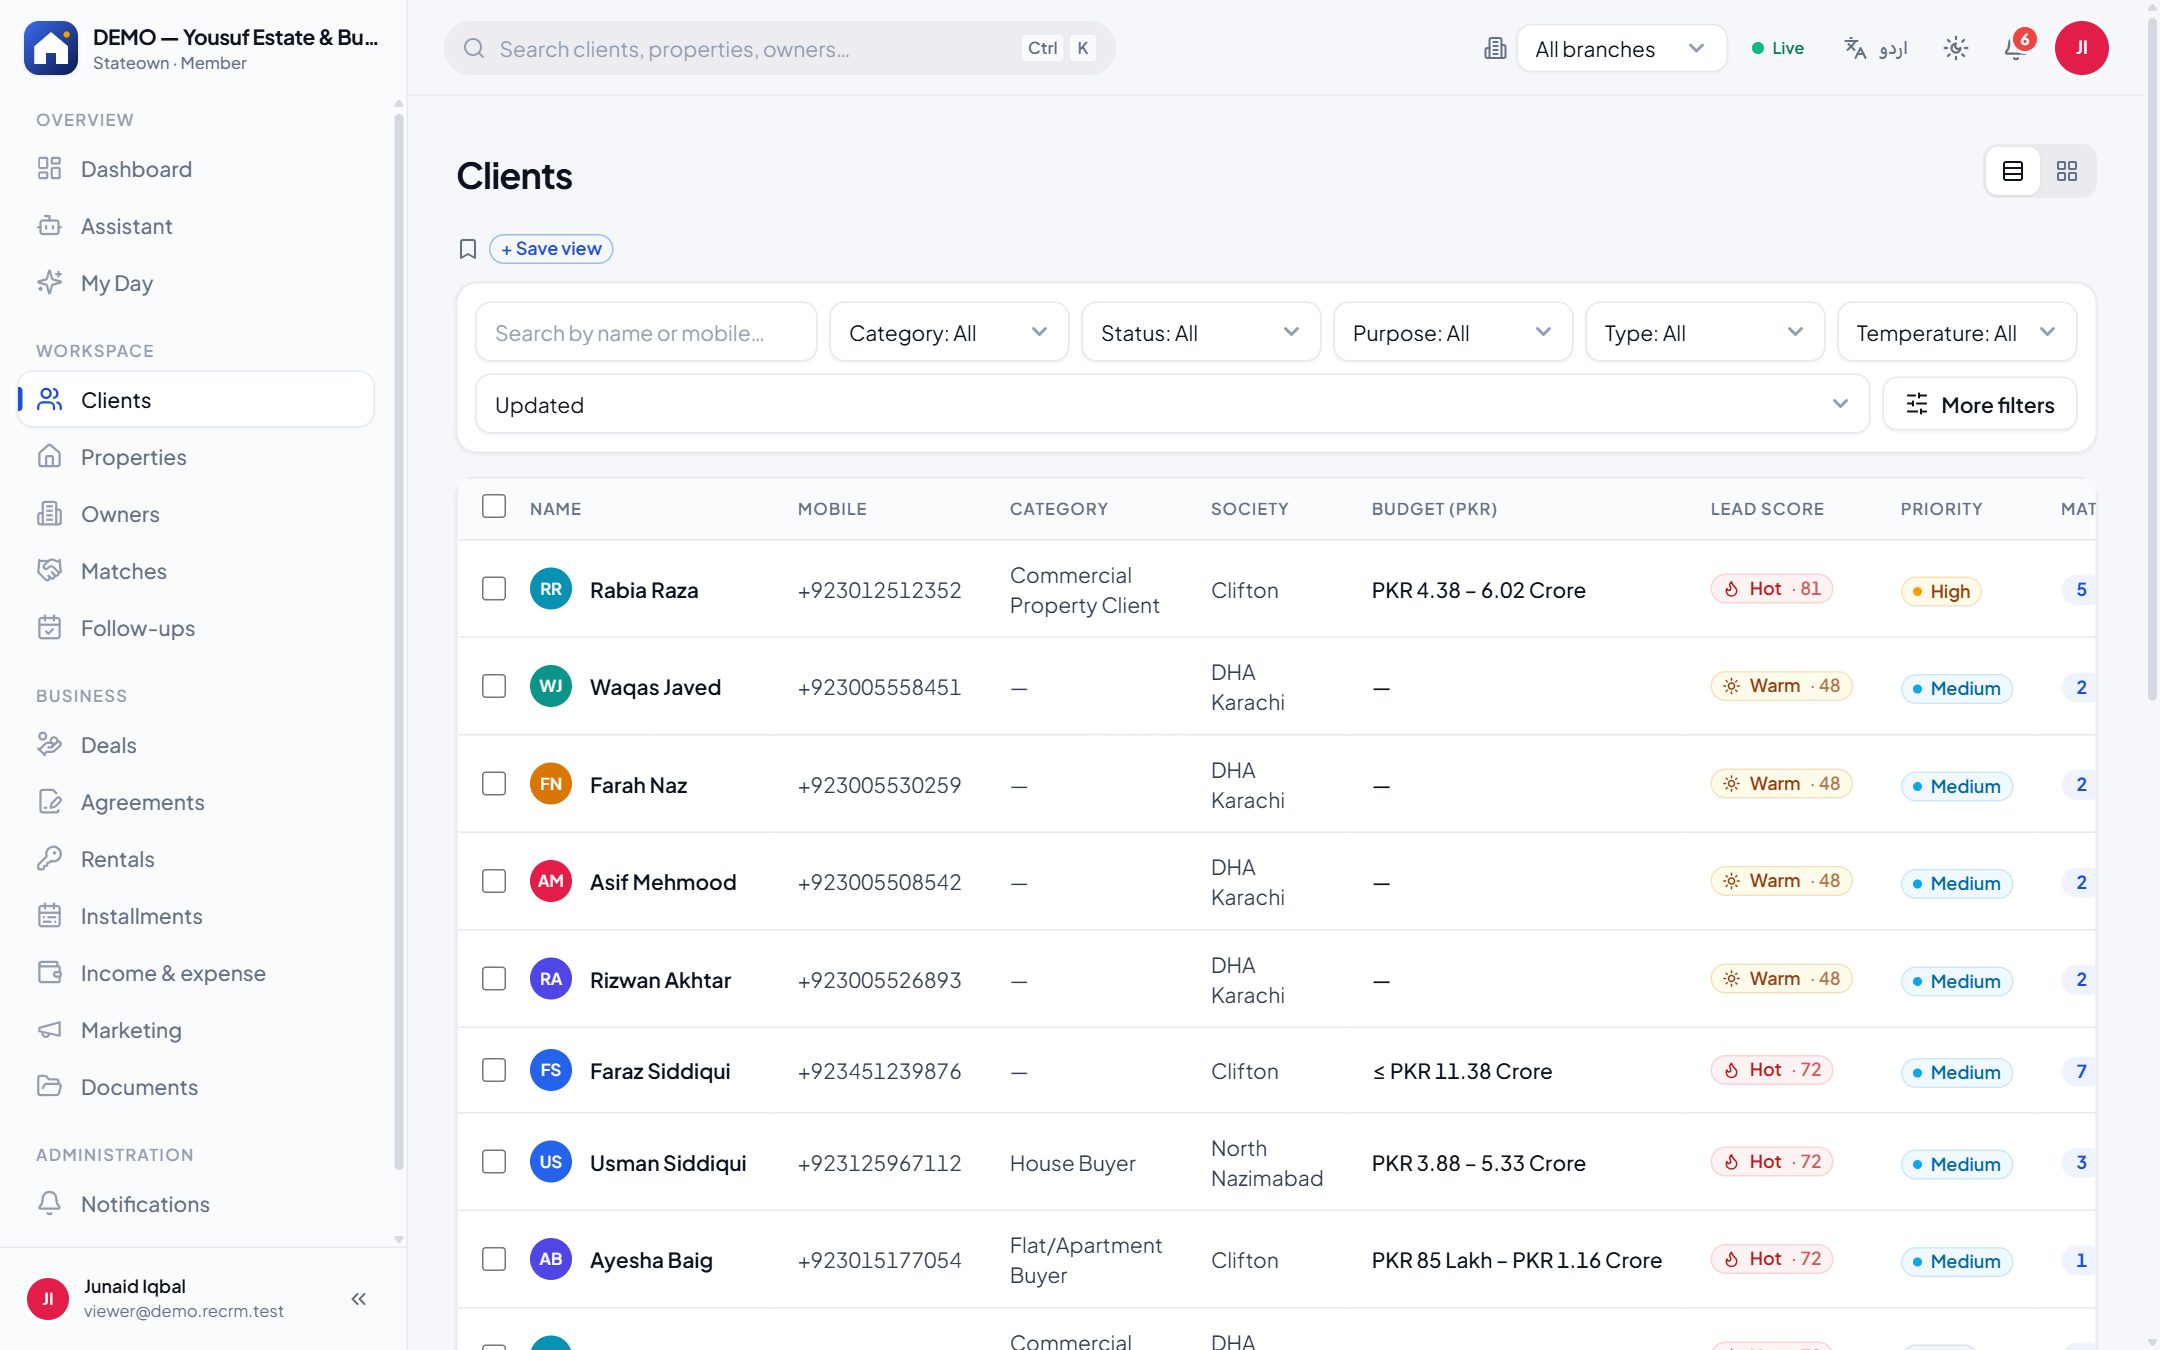 DEMO — Yousuf Estate & Bu...
Stateown · Member
Search clients, properties, owners...
Ctrl K
All branches
Live
اردو
6
JI
OVERVIEW
Dashboard
Assistant
My Day
WORKSPACE
Clients
Properties
Owners
Matches
Follow-ups
BUSINESS
Deals
Agreements
Rentals
Installments
Income & expense
Marketing
Documents
ADMINISTRATION
Notifications
JI
Junaid Iqbal
viewer@demo.recrm.test
Clients
+ Save view
Search by name or mobile...
Category: All
Status: All
Purpose: All
Type: All
Temperature: All
Updated
More filters
NAME MOBILE CATEGORY SOCIETY BUDGET (PKR) LEAD SCORE PRIORITY MAT
RR Rabia Raza +923012512352 Commercial Property Client Clifton PKR 4.38 – 6.02 Crore Hot · 81 High 5
WJ Waqas Javed +923005558451 — DHA Karachi — Warm · 48 Medium 2
FN Farah Naz +923005530259 — DHA Karachi — Warm · 48 Medium 2
AM Asif Mehmood +923005508542 — DHA Karachi — Warm · 48 Medium 2
RA Rizwan Akhtar +923005526893 — DHA Karachi — Warm · 48 Medium 2
FS Faraz Siddiqui +923451239876 — Clifton ≤ PKR 11.38 Crore Hot · 72 Medium 7
US Usman Siddiqui +923125967112 House Buyer North Nazimabad PKR 3.88 – 5.33 Crore Hot · 72 Medium 3
AB Ayesha Baig +923015177054 Flat/Apartment Buyer Clifton PKR 85 Lakh – PKR 1.16 Crore Hot · 72 Medium 1
Commercial DHA